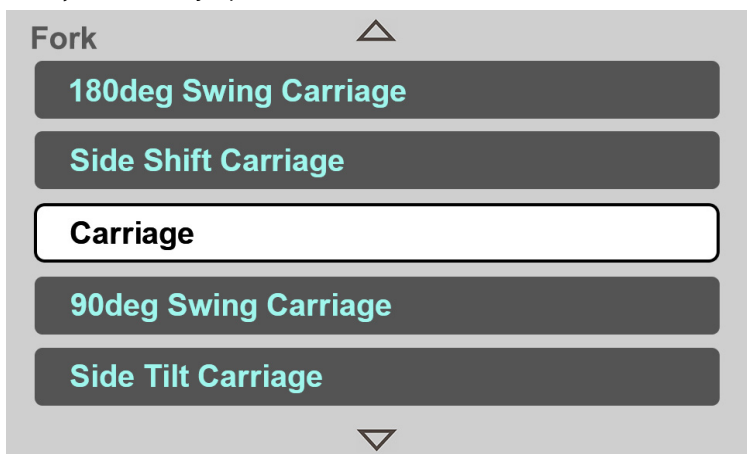 Fork
180deg Swing Carriage
Side Shift Carriage
Carriage
90deg Swing Carriage
Side Tilt Carriage